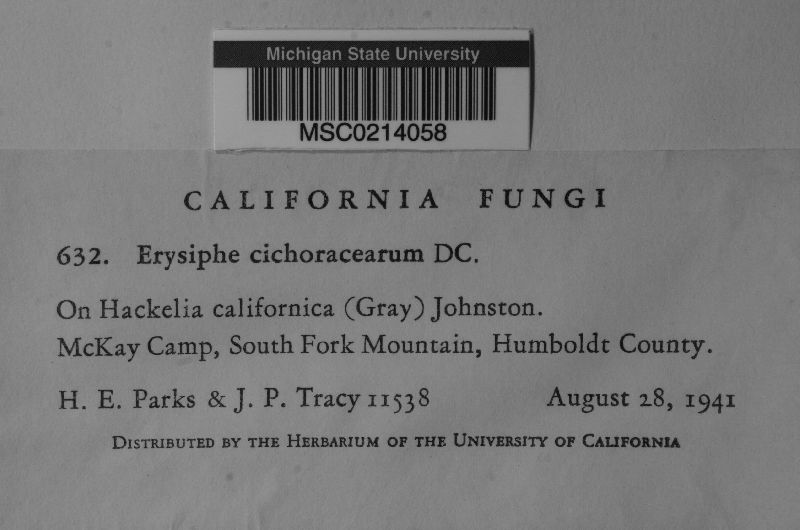 Michigan State University
MSC0214058
CALIFORNIA FUNGI
632. Erysiphe cichoracearum DC.
On Hackelia californica (Gray) Johnston.
McKay Camp, South Fork Mountain, Humboldt County.
H. E. Parks & J. P. Tracy 11538 August 28, 1941
DISTRIBUTED BY THE HERBARIUM OF THE UNIVERSITY OF CALIFORNIA